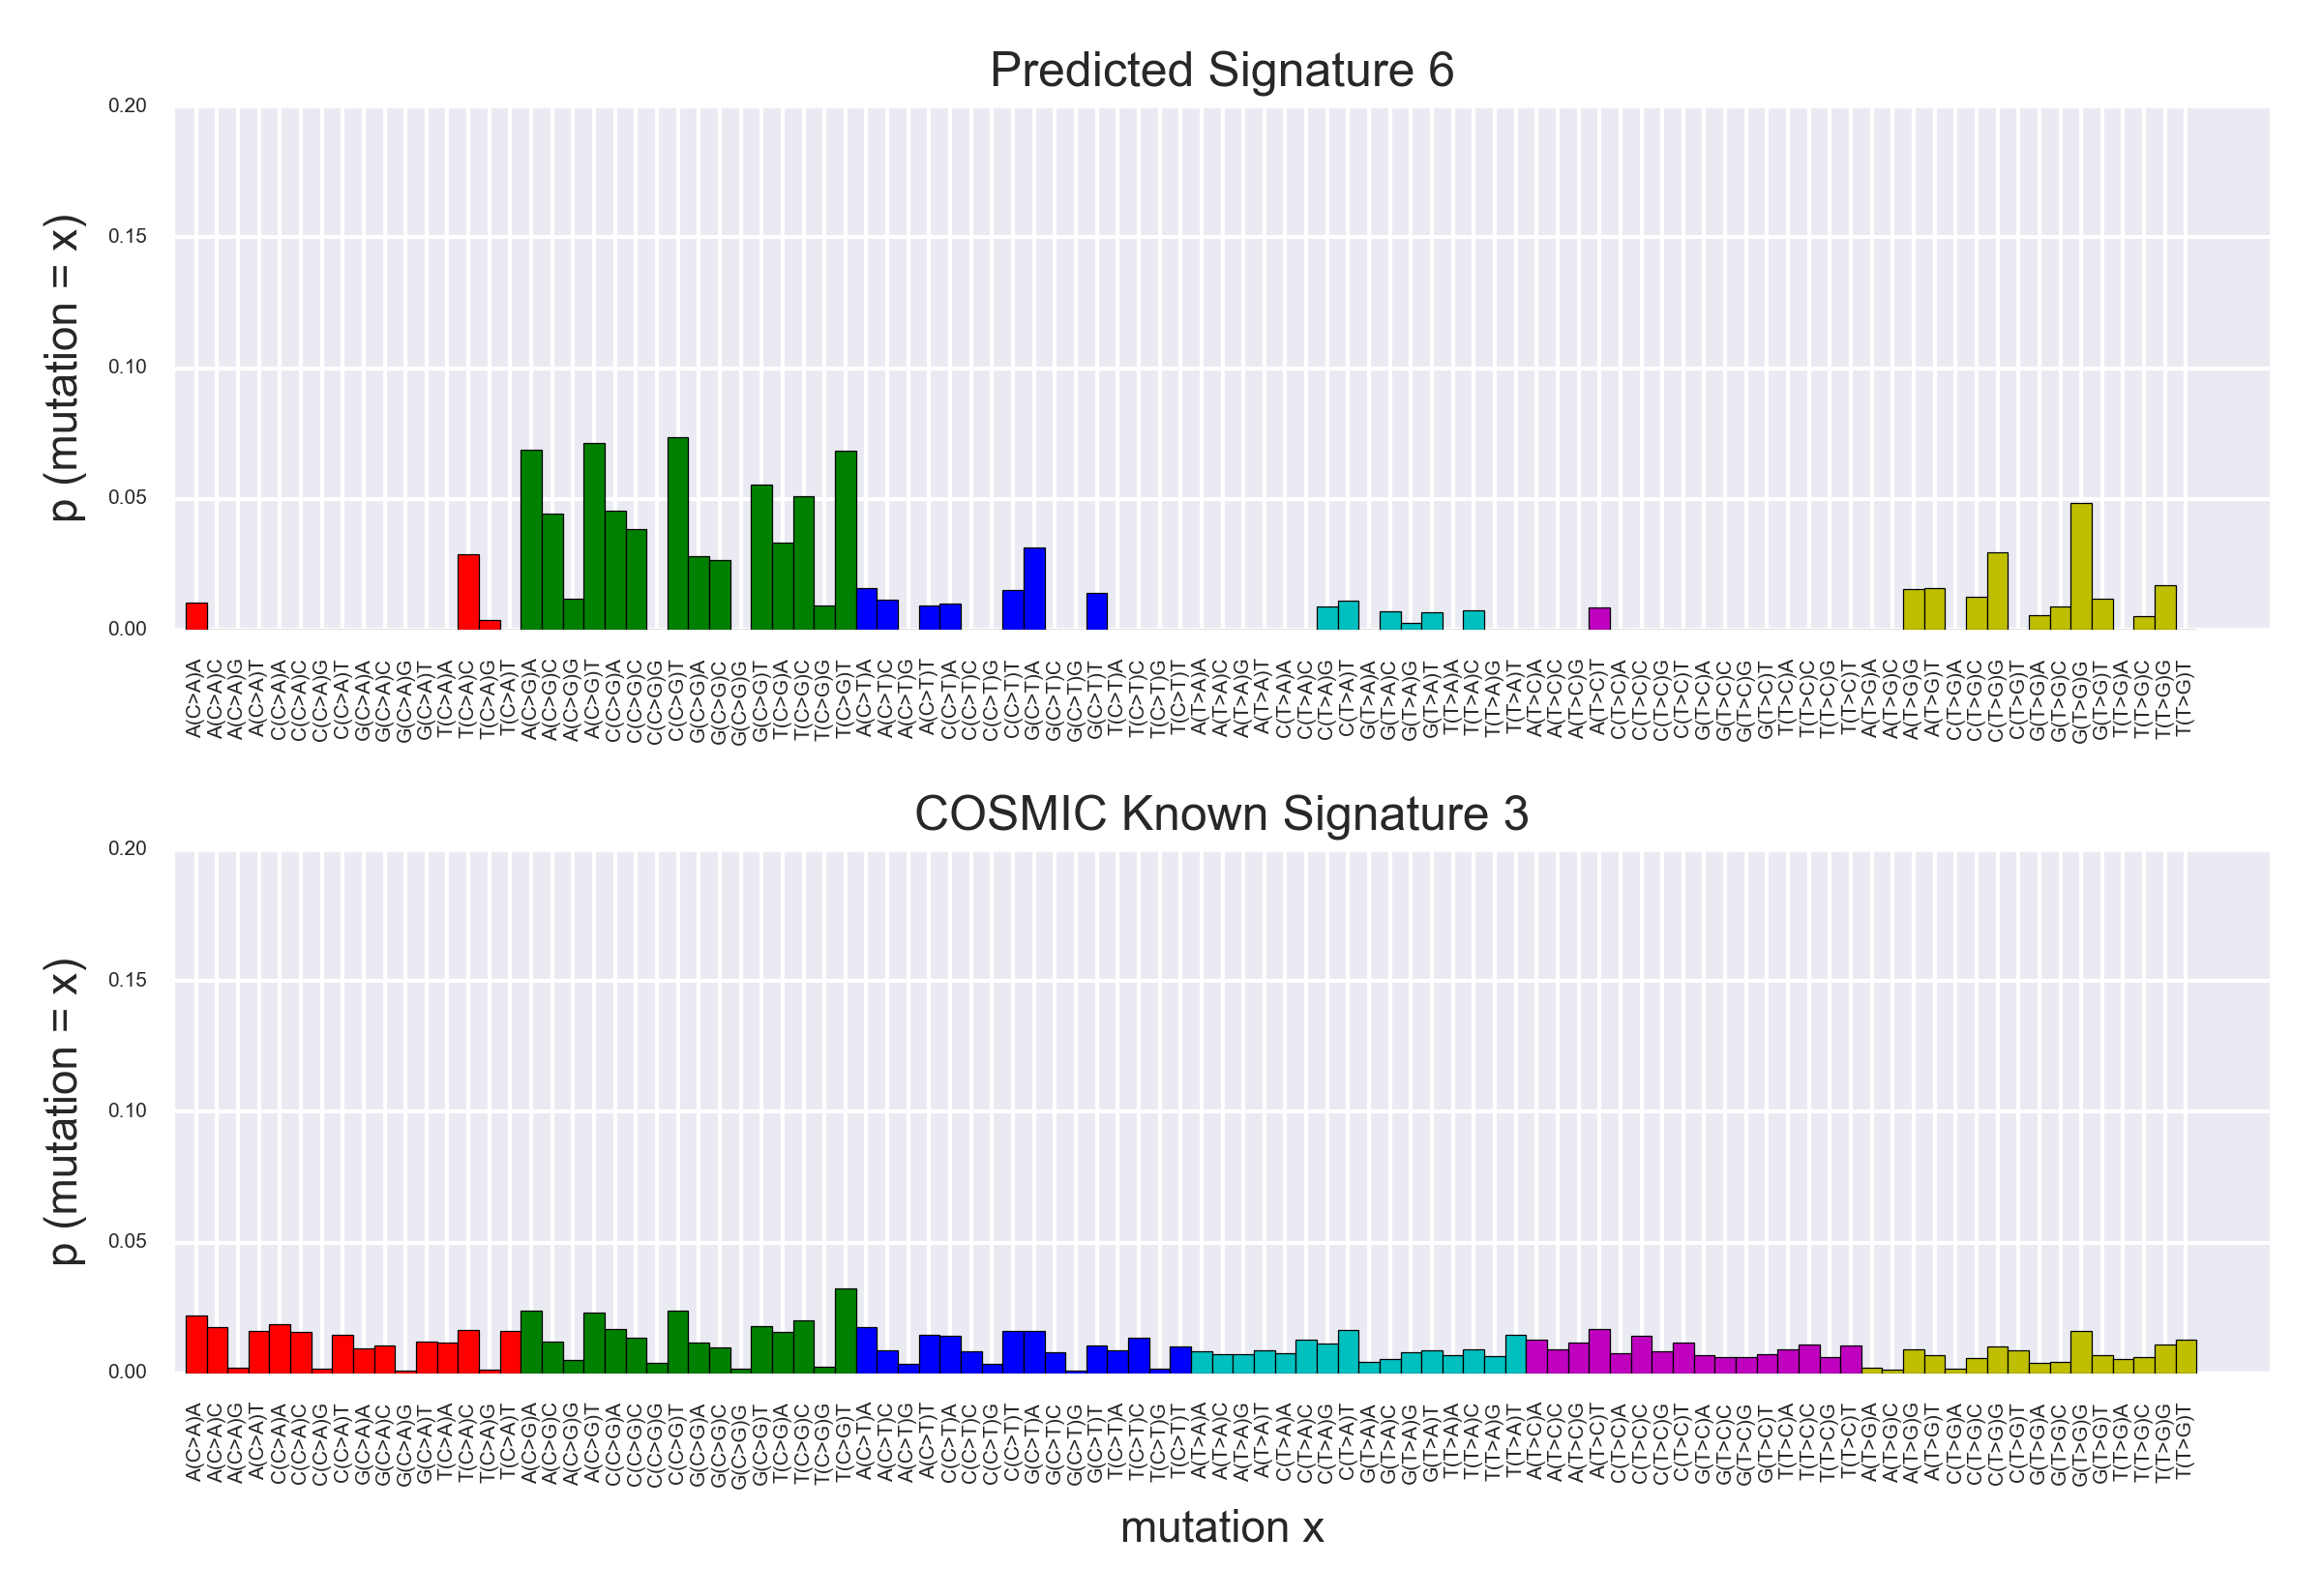 Predicted Signature 6
p (mutation = x)
0.20
0.15
0.10
0.05
0.00
A(C>A)A A(C>A)C A(C>A)G A(C>A)T C(C>A)A C(C>A)C C(C>A)G C(C>A)T G(C>A)A G(C>A)C G(C>A)G G(C>A)T T(C>A)A T(C>A)C T(C>A)G T(C>A)T A(C>G)A A(C>G)C A(C>G)G A(C>G)T C(C>G)A C(C>G)C C(C>G)G C(C>G)T G(C>G)A G(C>G)C G(C>G)G G(C>G)T T(C>G)A T(C>G)C T(C>G)G T(C>G)T A(C>T)A A(C>T)C A(C>T)G A(C>T)T C(C>T)A C(C>T)C C(C>T)G C(C>T)T G(C>T)A G(C>T)C G(C>T)G G(C>T)T T(C>T)A T(C>T)C T(C>T)G T(C>T)T A(T>A)A A(T>A)C A(T>A)G A(T>A)T C(T>A)A C(T>A)C C(T>A)G C(T>A)T G(T>A)A G(T>A)C G(T>A)G G(T>A)T T(T>A)A T(T>A)C T(T>A)G T(T>A)T A(T>C)A A(T>C)C A(T>C)G A(T>C)T C(T>C)A C(T>C)C C(T>C)G C(T>C)T G(T>C)A G(T>C)C G(T>C)G G(T>C)T T(T>C)A T(T>C)C T(T>C)G T(T>C)T A(T>G)A A(T>G)C A(T>G)G A(T>G)T C(T>G)A C(T>G)C C(T>G)G C(T>G)T G(T>G)A G(T>G)C G(T>G)G G(T>G)T T(T>G)A T(T>G)C T(T>G)G T(T>G)T
COSMIC Known Signature 3
p (mutation = x)
0.20
0.15
0.10
0.05
0.00
A(C>A)A A(C>A)C A(C>A)G A(C>A)T C(C>A)A C(C>A)C C(C>A)G C(C>A)T G(C>A)A G(C>A)C G(C>A)G G(C>A)T T(C>A)A T(C>A)C T(C>A)G T(C>A)T A(C>G)A A(C>G)C A(C>G)G A(C>G)T C(C>G)A C(C>G)C C(C>G)G C(C>G)T G(C>G)A G(C>G)C G(C>G)G G(C>G)T T(C>G)A T(C>G)C T(C>G)G T(C>G)T A(C>T)A A(C>T)C A(C>T)G A(C>T)T C(C>T)A C(C>T)C C(C>T)G C(C>T)T G(C>T)A G(C>T)C G(C>T)G G(C>T)T T(C>T)A T(C>T)C T(C>T)G T(C>T)T A(T>A)A A(T>A)C A(T>A)G A(T>A)T C(T>A)A C(T>A)C C(T>A)G C(T>A)T G(T>A)A G(T>A)C G(T>A)G G(T>A)T T(T>A)A T(T>A)C T(T>A)G T(T>A)T A(T>C)A A(T>C)C A(T>C)G A(T>C)T C(T>C)A C(T>C)C C(T>C)G C(T>C)T G(T>C)A G(T>C)C G(T>C)G G(T>C)T T(T>C)A T(T>C)C T(T>C)G T(T>C)T A(T>G)A A(T>G)C A(T>G)G A(T>G)T C(T>G)A C(T>G)C C(T>G)G C(T>G)T G(T>G)A G(T>G)C G(T>G)G G(T>G)T T(T>G)A T(T>G)C T(T>G)G T(T>G)T
mutation x